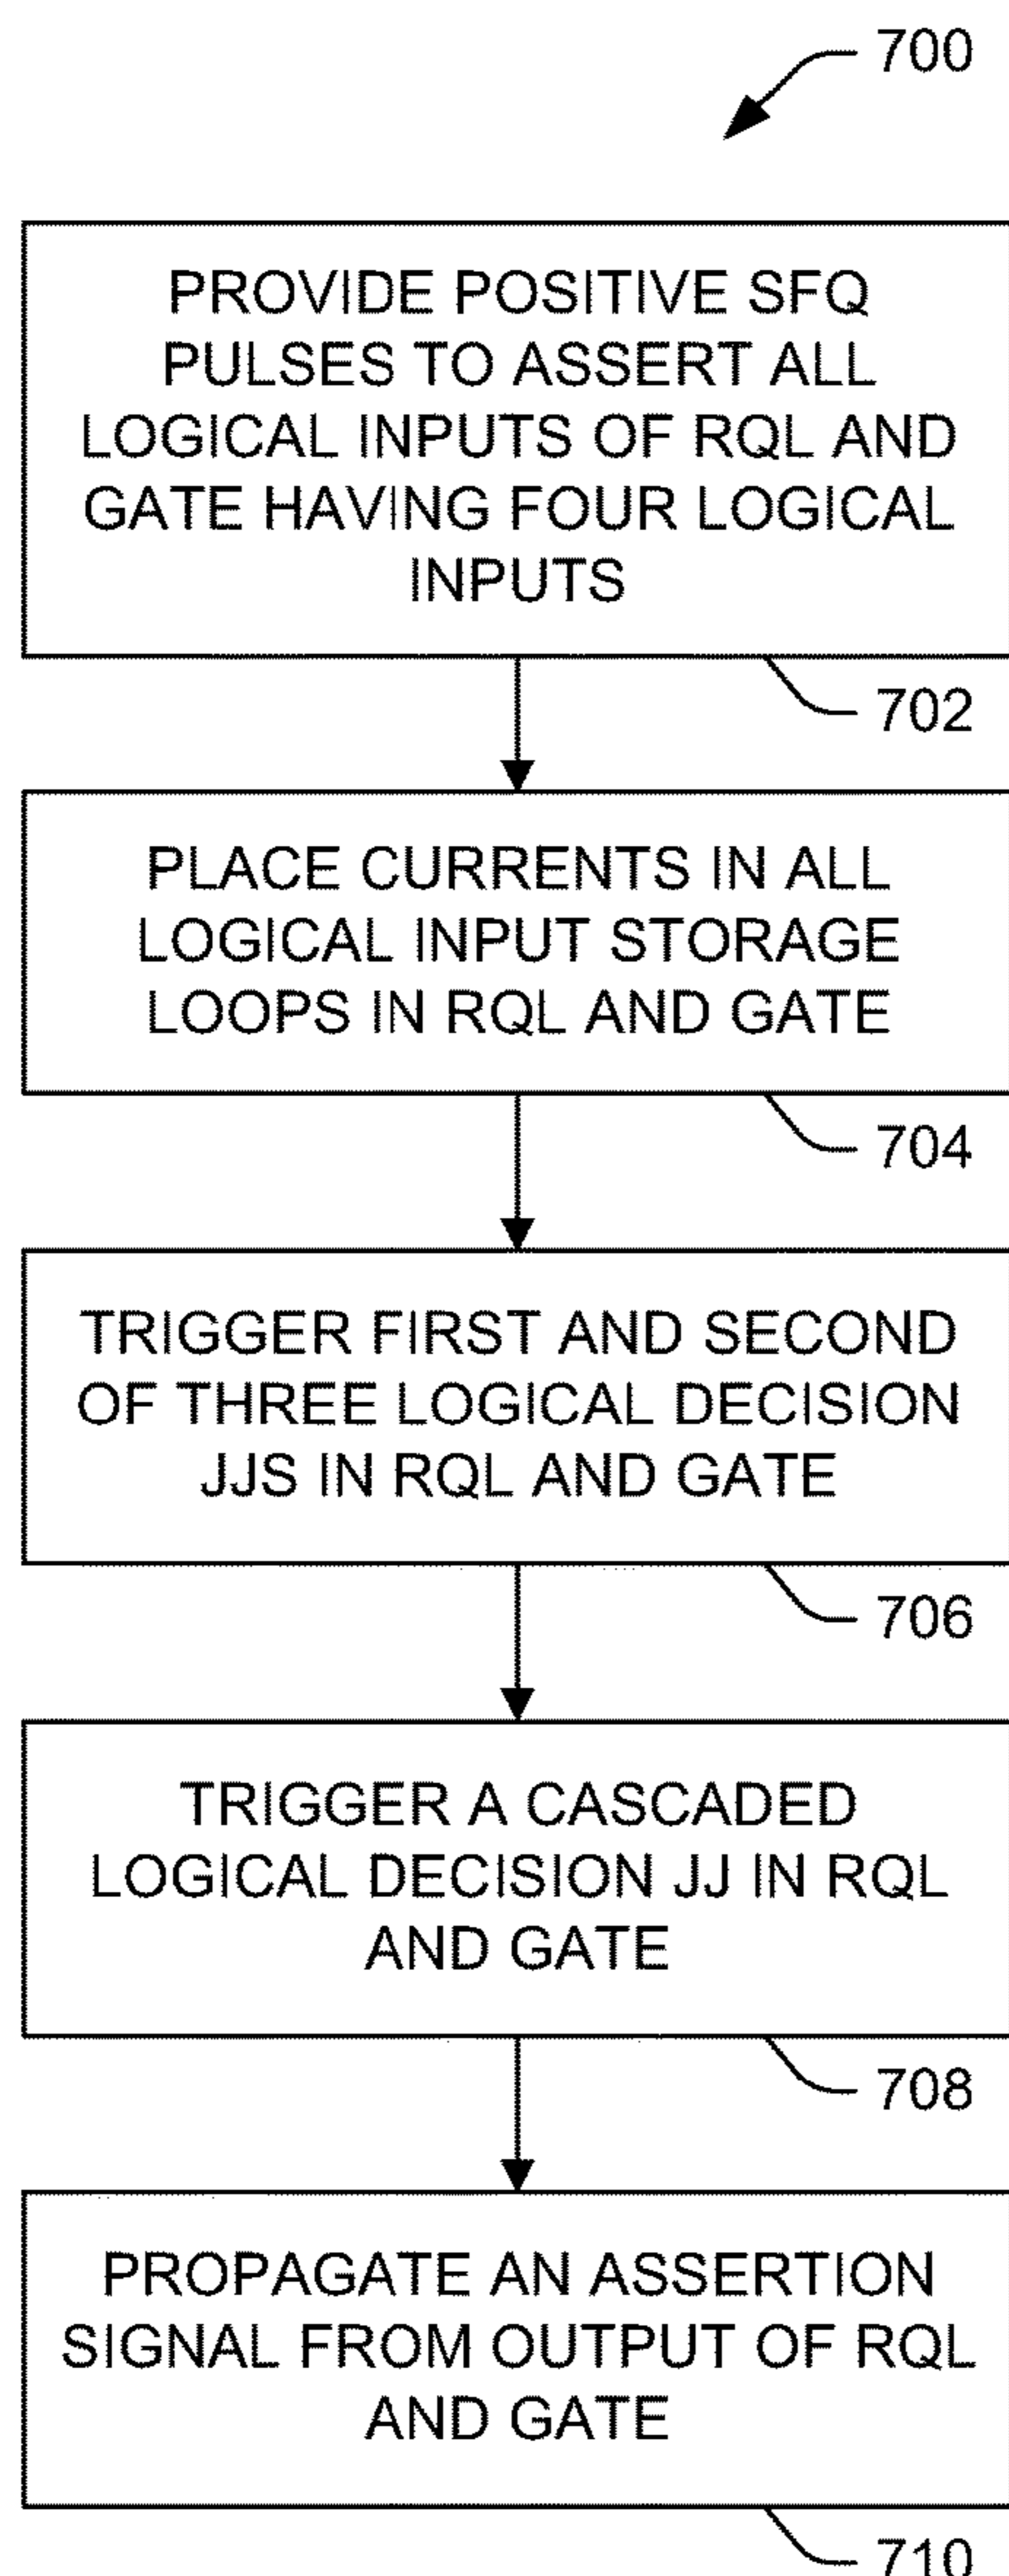 700
PROVIDE POSITIVE SFQ
PULSES TO ASSERT ALL
LOGICAL INPUTS OF RQL AND
GATE HAVING FOUR LOGICAL
INPUTS
702
PLACE CURRENTS IN ALL
LOGICAL INPUT STORAGE
LOOPS IN RQL AND GATE
704
TRIGGER FIRST AND SECOND
OF THREE LOGICAL DECISION
JJS IN RQL AND GATE
706
TRIGGER A CASCADED
LOGICAL DECISION JJ IN RQL
AND GATE
708
PROPAGATE AN ASSERTION
SIGNAL FROM OUTPUT OF RQL
AND GATE
710